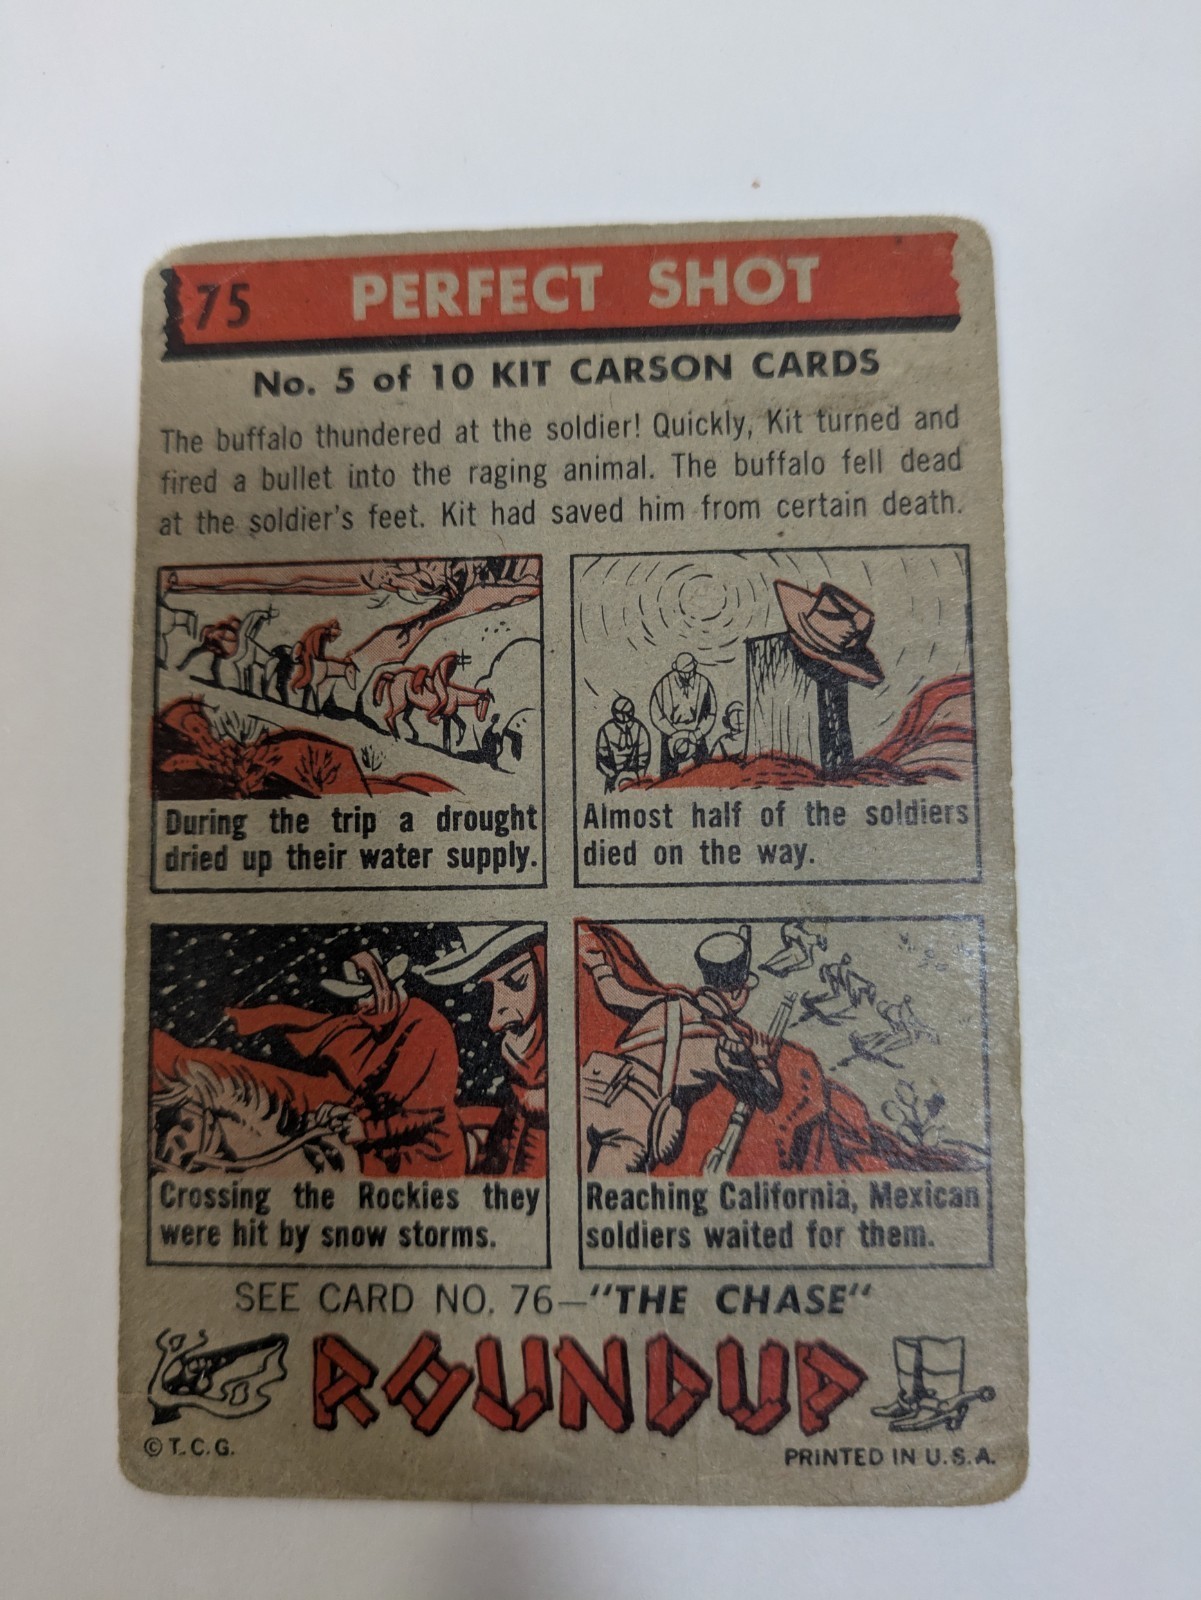 75 PERFECT SHOT
No. 5 of 10 KIT CARSON CARDS
The buffalo thundered at the soldier! Quickly, Kit turned and
fired a bullet into the raging animal. The buffalo fell dead
at the soldier's feet. Kit had saved him from certain death.
During the trip a drought
dried up their water supply.
Almost half of the soldiers
died on the way.
Crossing the Rockies they
were hit by snow storms.
Reaching California, Mexican
soldiers waited for them.
SEE CARD NO. 76—"THE CHASE"
ROUNDUP
© T.C.G.
PRINTED IN U.S.A.